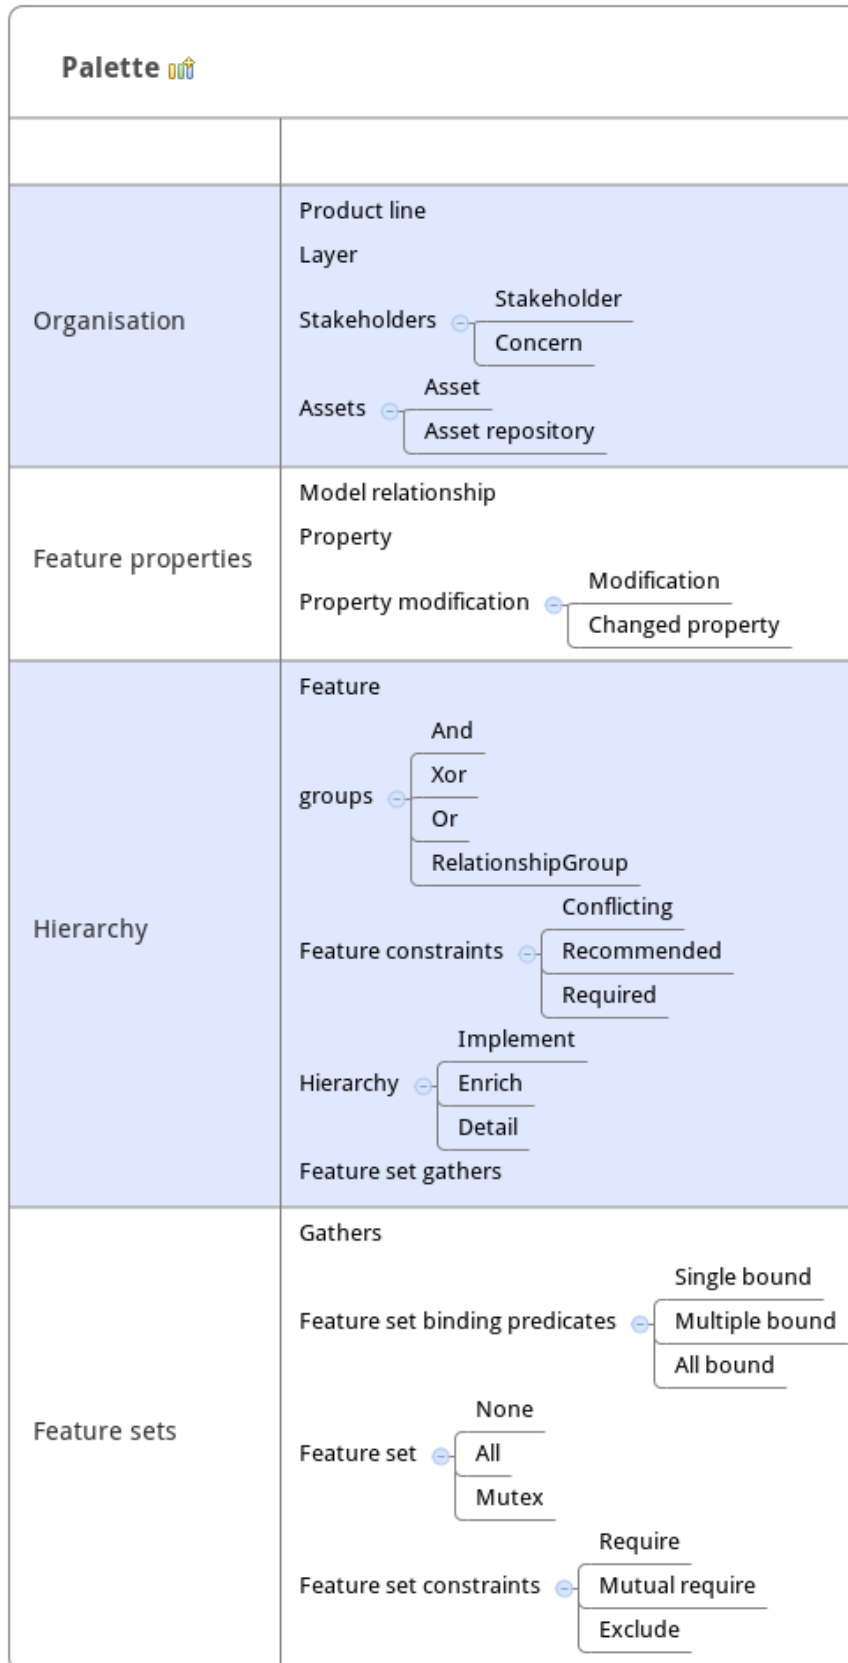 Palette
Organisation
Product line
Layer
Stakeholders
Stakeholder
Concern
Assets
Asset
Asset repository
Feature properties
Model relationship
Property
Property modification
Modification
Changed property
Hierarchy
Feature
groups
And
Xor
Or
RelationshipGroup
Feature constraints
Conflicting
Recommended
Required
Hierarchy
Implement
Enrich
Detail
Feature set gathers
Feature sets
Gathers
Feature set binding predicates
Single bound
Multiple bound
All bound
Feature set
None
All
Mutex
Feature set constraints
Require
Mutual require
Exclude